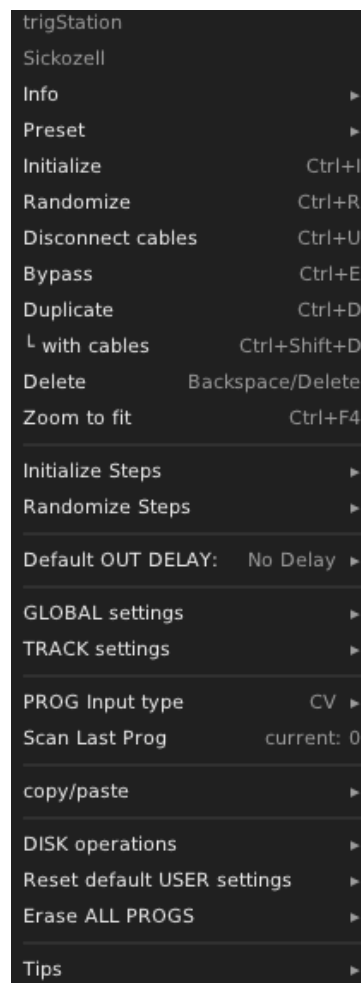 trigStation
Sickozell
Info ▸
Preset ▸
Initialize Ctrl+I
Randomize Ctrl+R
Disconnect cables Ctrl+U
Bypass Ctrl+E
Duplicate Ctrl+D
└ with cables Ctrl+Shift+D
Delete Backspace/Delete
Zoom to fit Ctrl+F4
Initialize Steps ▸
Randomize Steps ▸
Default OUT DELAY: No Delay ▸
GLOBAL settings ▸
TRACK settings ▸
PROG Input type CV ▸
Scan Last Prog current: 0
copy/paste ▸
DISK operations ▸
Reset default USER settings ▸
Erase ALL PROGS ▸
Tips ▸